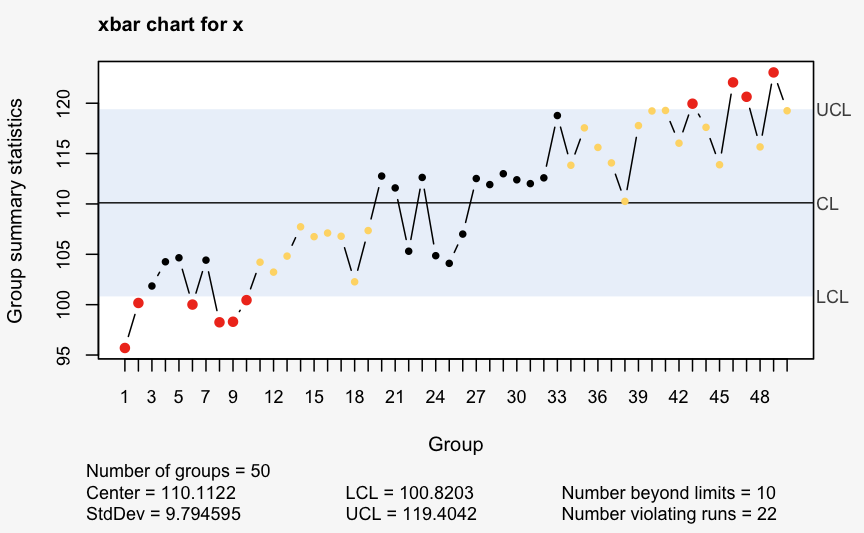 xbar chart for x
Group summary statistics
120
115
110
105
100
95
UCL
CL
LCL
1 3 5 7 9 12 15 18 21 24 27 30 33 36 39 42 45 48
Group
Number of groups = 50
Center = 110.1122 LCL = 100.8203 Number beyond limits = 10
StdDev = 9.794595 UCL = 119.4042 Number violating runs = 22